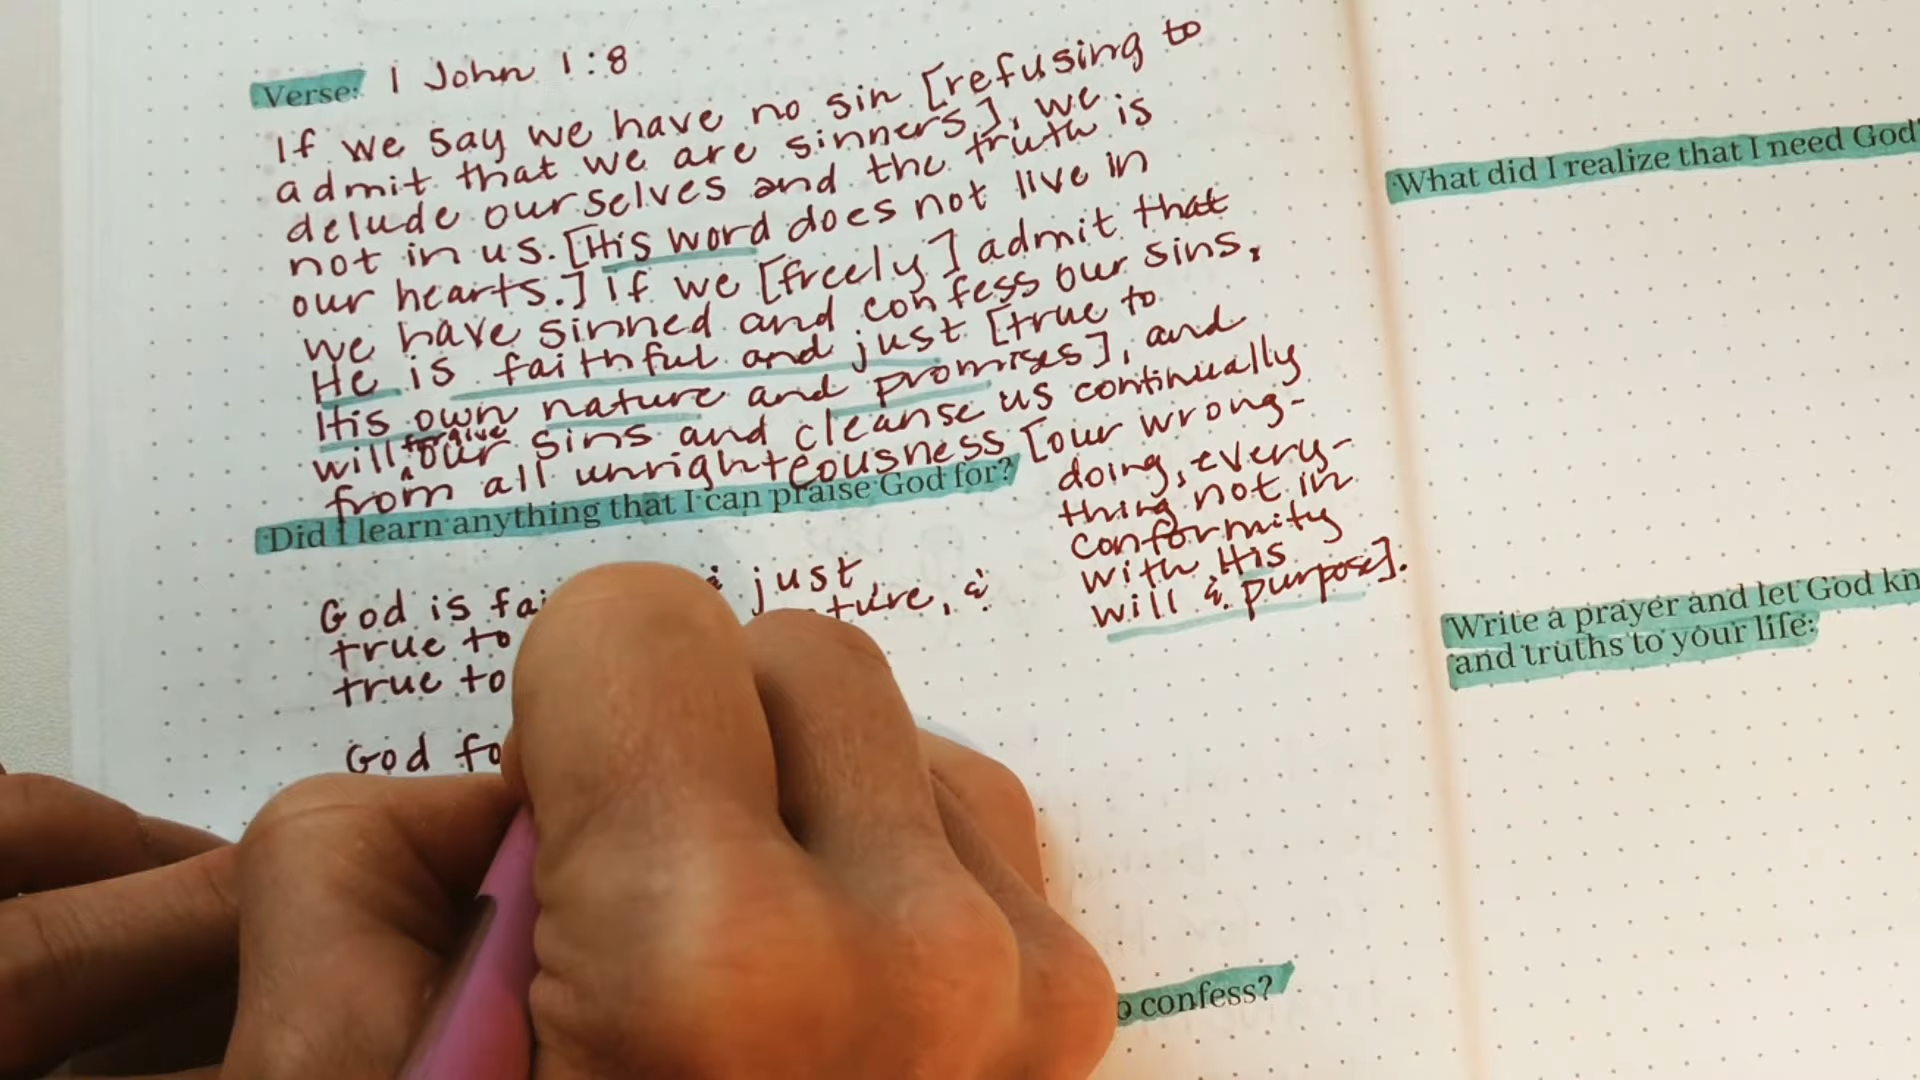 Verse: 1 John 1:8
If we say we have no sin [refusing to
admit that we are sinners], we
delude ourselves and the truth is
not in us. [His word does not live in
our hearts.] If we [freely] admit that
we have sinned and confess our sins,
He is faithful and just [true to
His own nature and promises], and
will forgive our sins and cleanse us continually
from all unrighteousness [our wrong-
doing, every-
thing not in
conformity
with His
will & purpose].
Did I learn anything that I can praise God for?
God is & just,
true to &
true to
God
confess?
What did I realize that I need God
Write a prayer and let God
and truths to your life: